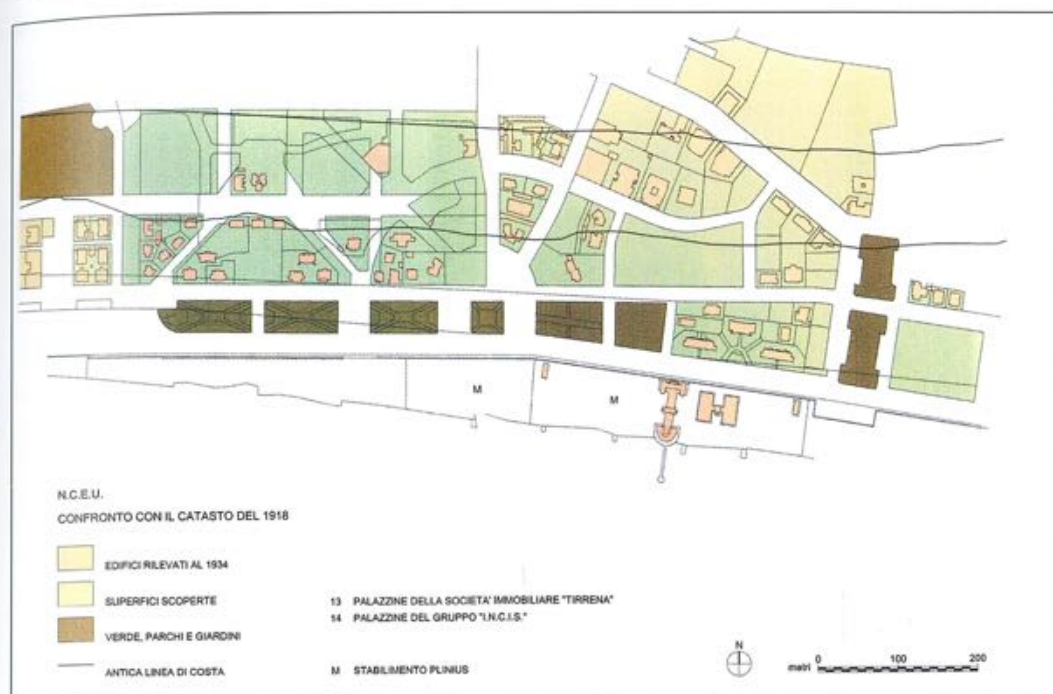 M
M
N.C.E.U.
CONFRONTO CON IL CATASTO DEL 1918
EDIFICI RILEVATI AL 1934
SUPERFICI SCOPERTE
VERDE, PARCHI E GIARDINI
ANTICA LINEA DI COSTA
13 PALAZZINE DELLA SOCIETA' IMMOBILIARE "TIRRENA"
14 PALAZZINE DEL GRUPPO "I.N.C.I.S."
M STABILIMENTO PLINIUS
N
metri 0 100 200